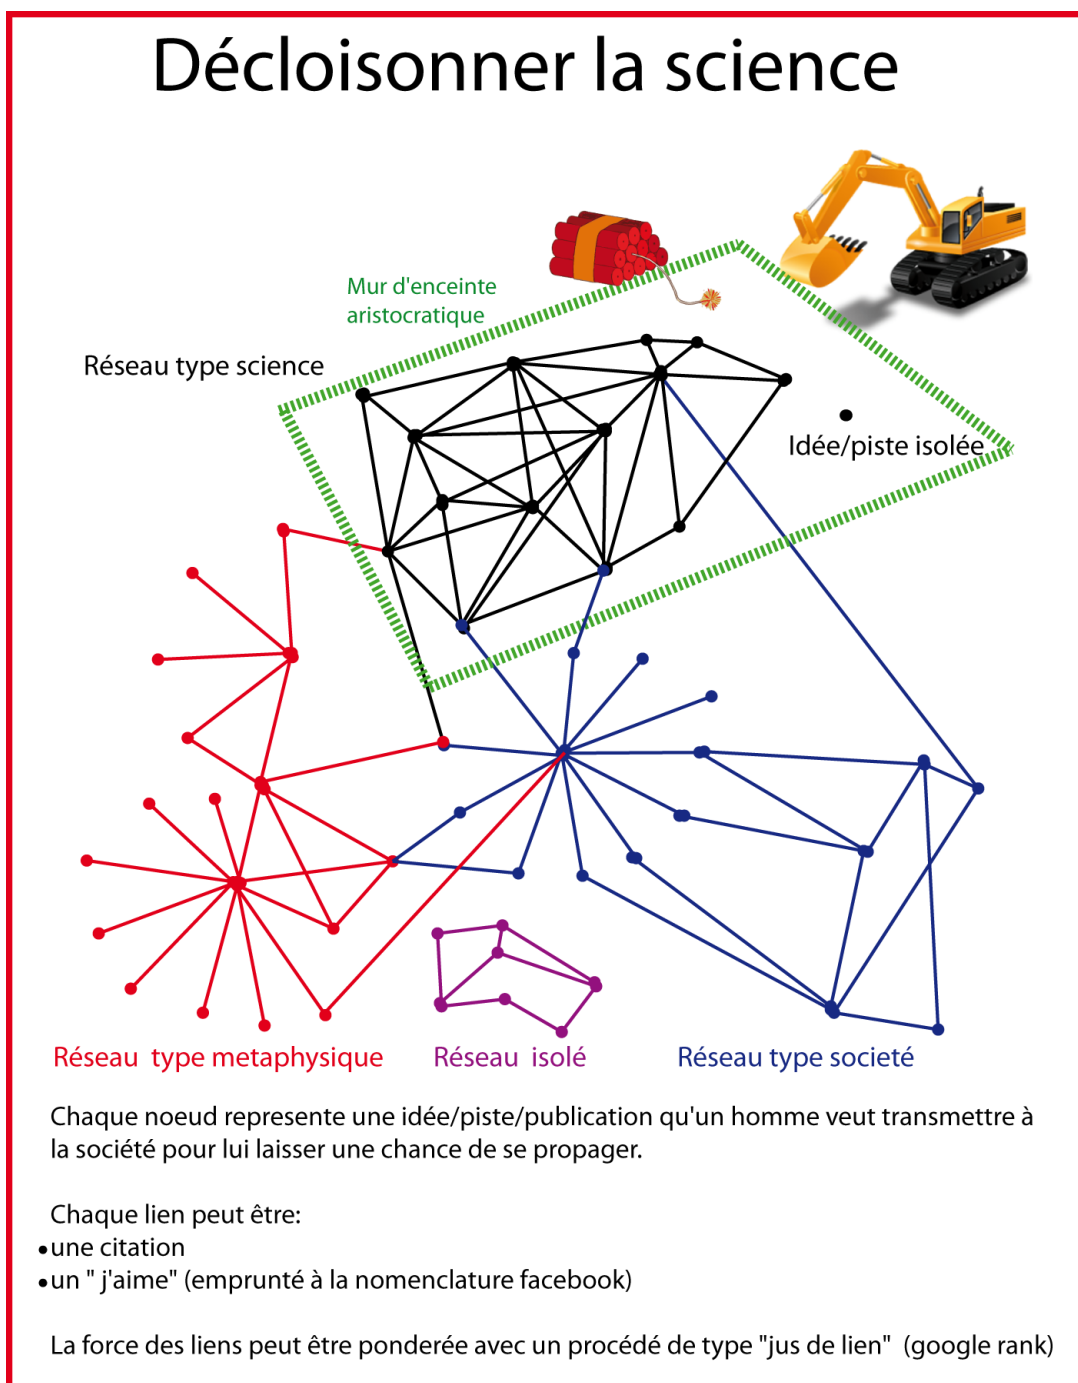 Décloisonner la science
Mur d'enceinte
aristocratique
Réseau type science
Idée/piste isolée
Réseau type metaphysique
Réseau isolé
Réseau type societé
Chaque noeud represente une idée/piste/publication qu'un homme veut transmettre à
la société pour lui laisser une chance de se propager.
Chaque lien peut être:
•une citation
•un " j'aime" (emprunté à la nomenclature facebook)
La force des liens peut être ponderée avec un procédé de type "jus de lien" (google rank)